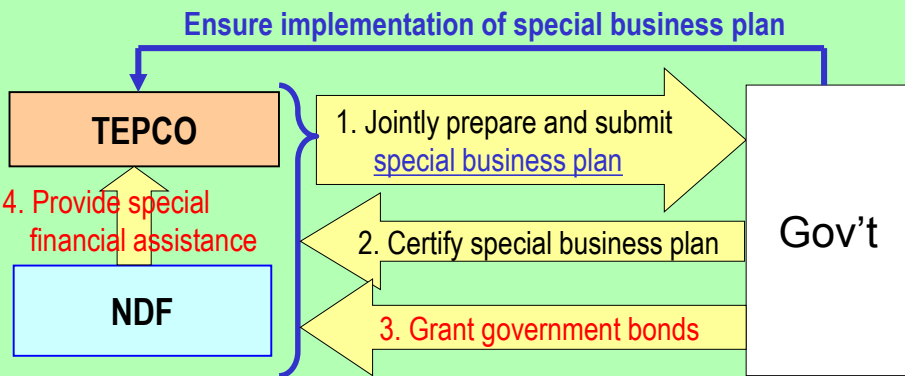 Ensure implementation of special business plan
TEPCO
1. Jointly prepare and submit
special business plan
4. Provide special
financial assistance
2. Certify special business plan
Gov't
NDF
3. Grant government bonds